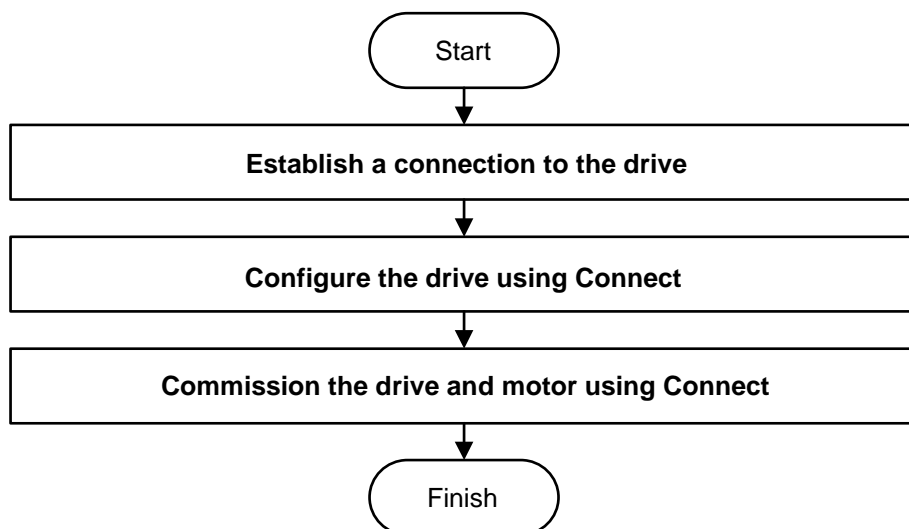 Start
Establish a connection to the drive
Configure the drive using Connect
Commission the drive and motor using Connect
Finish